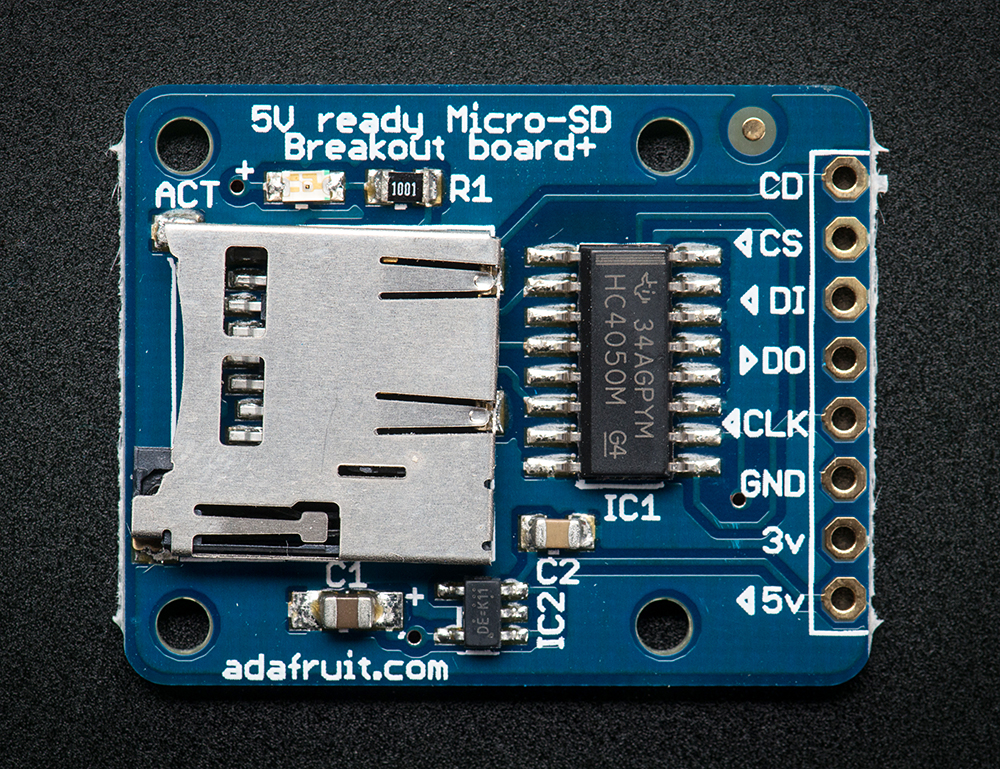 5V ready Micro-SD
Breakout board+
ACT
+
1001
R1
CD
CS
DI
DO
CLK
GND
3v
5v
34AGPYM
HC4050M G4
IC1
C2
C1
+
-
DE=K11
IC2
adafruit.com